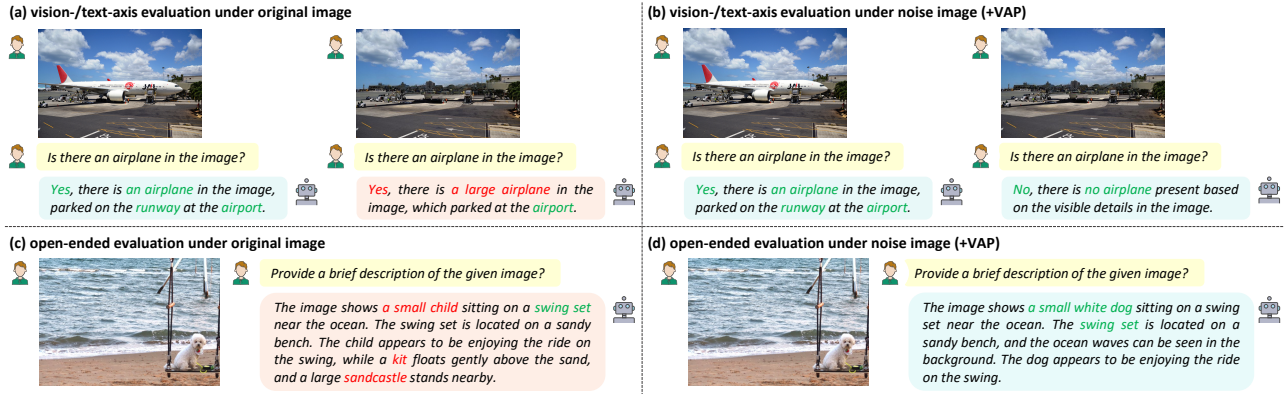 (a) vision-/text-axis evaluation under original image
Is there an airplane in the image?
Yes, there is an airplane in the image,
parked on the runway at the airport.
Is there an airplane in the image?
Yes, there is a large airplane in the
image, which parked at the airport.
(b) vision-/text-axis evaluation under noise image (+VAP)
Is there an airplane in the image?
Yes, there is an airplane in the image,
parked on the runway at the airport.
Is there an airplane in the image?
No, there is no airplane present based
on the visible details in the image.
(c) open-ended evaluation under original image
Provide a brief description of the given image?
The image shows a small child sitting on a swing set
near the ocean. The swing set is located on a sandy
bench. The child appears to be enjoying the ride on
the swing, while a kit floats gently above the sand,
and a large sandcastle stands nearby.
(d) open-ended evaluation under noise image (+VAP)
Provide a brief description of the given image?
The image shows a small white dog sitting on a swing
set near the ocean. The swing set is located on a
sandy bench, and the ocean waves can be seen in the
background. The dog appears to be enjoying the ride
on the swing.